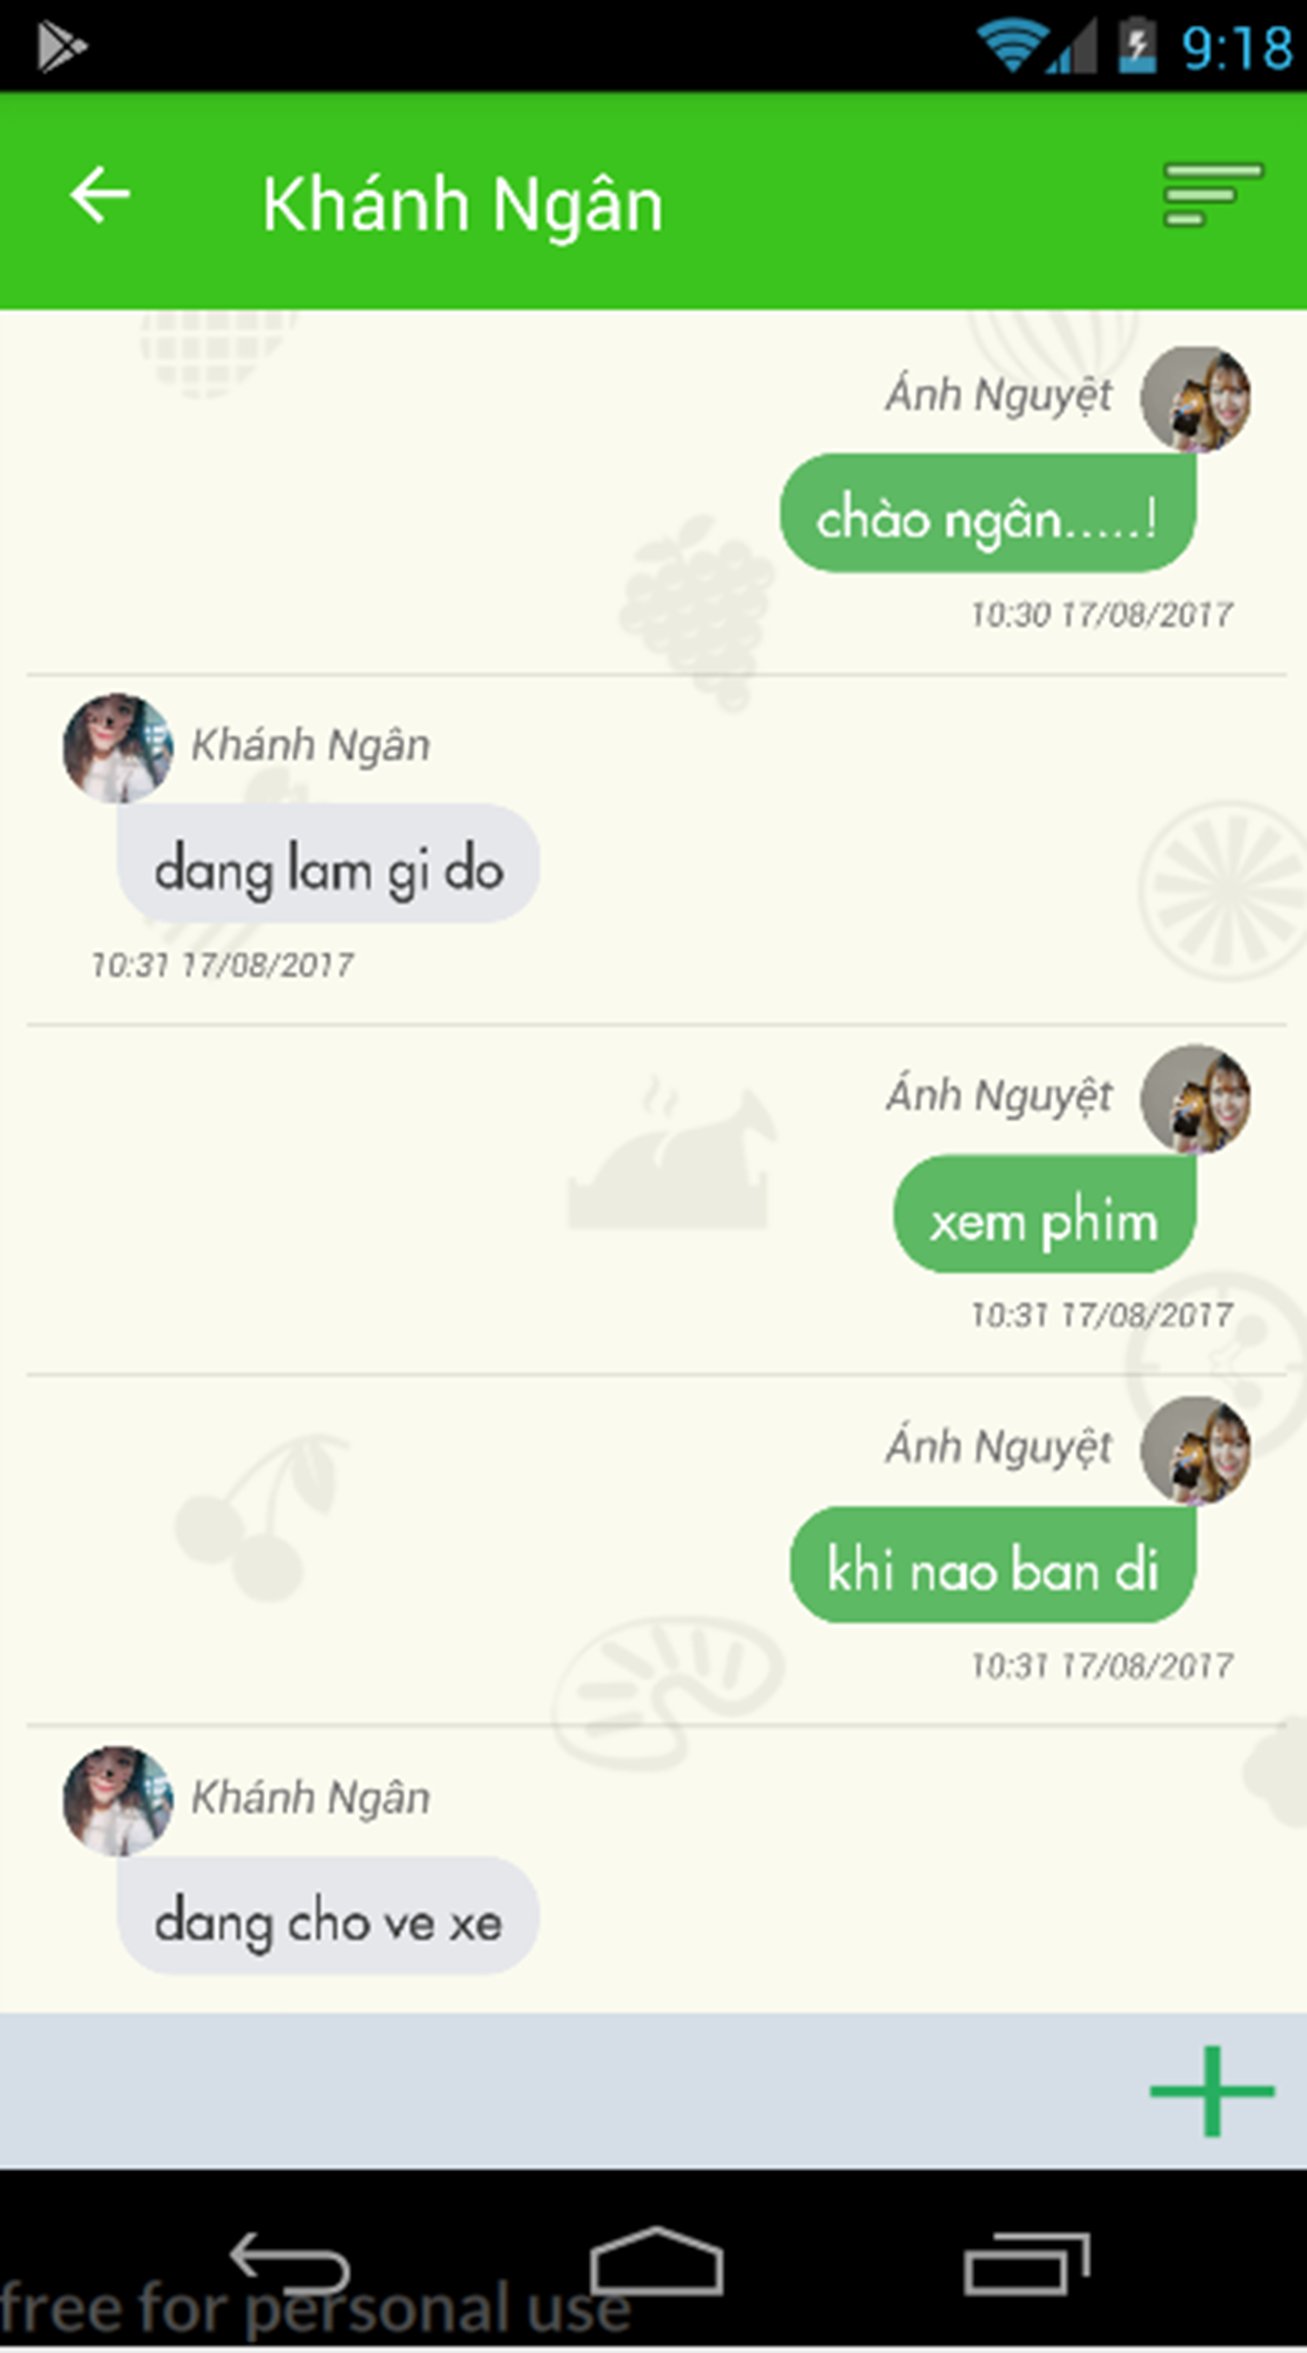 9:18
Khánh Ngân
Ánh Nguyệt
chào ngân.....!
10:30 17/08/2017
Khánh Ngân
dang lam gi do
10:31 17/08/2017
Ánh Nguyệt
xem phim
10:31 17/08/2017
Ánh Nguyệt
khi nao ban di
10:31 17/08/2017
Khánh Ngân
dang cho ve xe
free for personal use